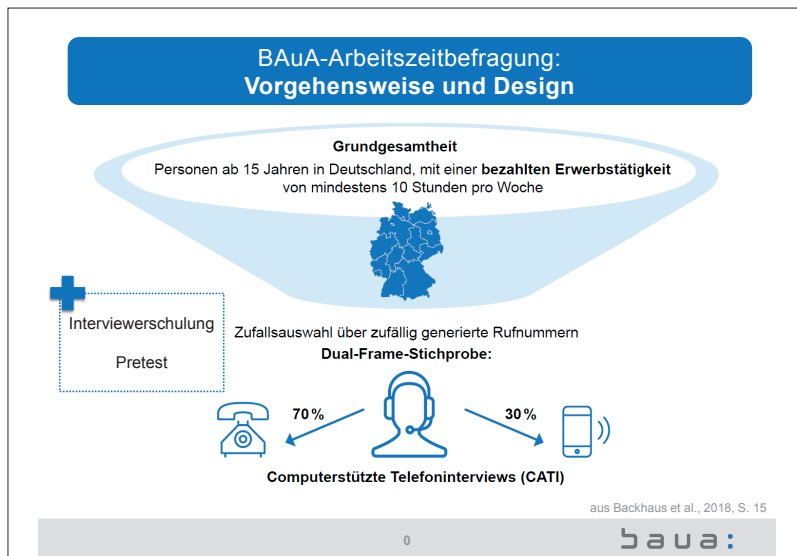 BAuA-Arbeitszeitbefragung:
Vorgehensweise und Design
Grundgesamtheit
Personen ab 15 Jahren in Deutschland, mit einer bezahlten Erwerbstätigkeit
von mindestens 10 Stunden pro Woche
Interviewerschulung
Pretest
Zufallsauswahl über zufällig generierte Rufnummern
Dual-Frame-Stichprobe:
70 %
30 %
Computerstützte Telefoninterviews (CATI)
aus Backhaus et al., 2018, S. 15
0
baua: